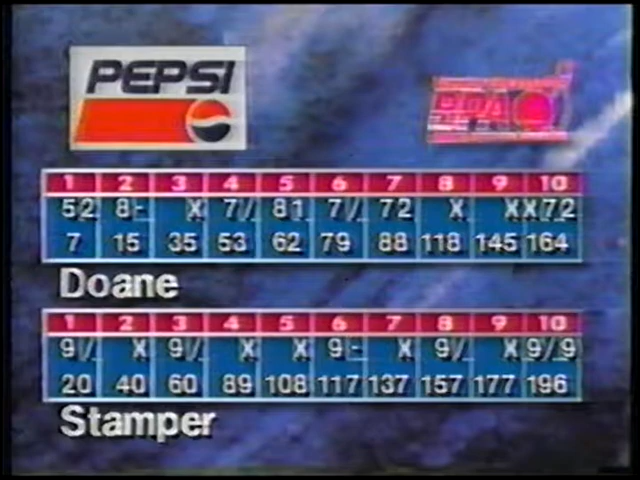 PEPSI
PBA
1 2 3 4 5 6 7 8 9 10
52 8- X 7/ 81 7/ 72 X X X72
7 15 35 53 62 79 88 118 145 164
Doane
1 2 3 4 5 6 7 8 9 10
9/ X 9/ X X 9- X 9/ X 9/9
20 40 60 89 108 117 137 157 177 196
Stamper